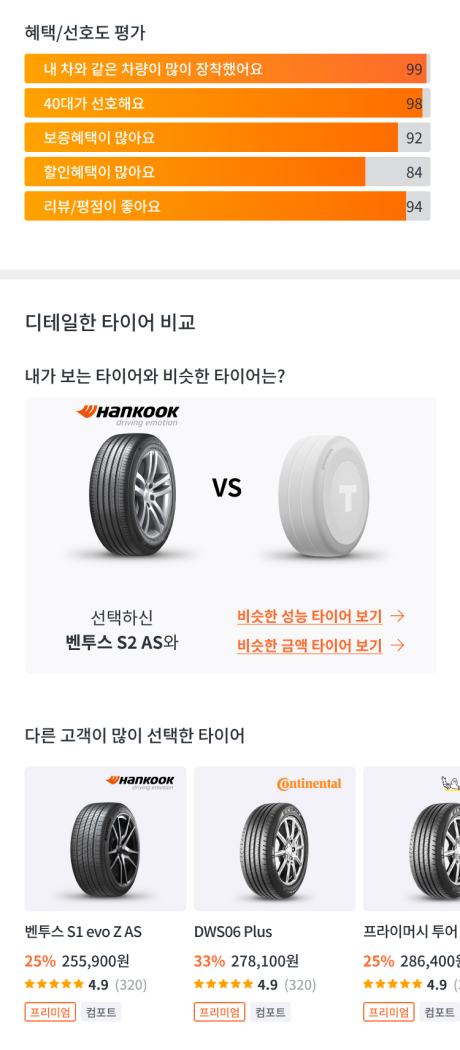 혜택/선호도 평가
내 차와 같은 차량이 많이 장착했어요 99
40대가 선호해요 98
보증혜택이 많아요 92
할인혜택이 많아요 84
리뷰/평점이 좋아요 94
디테일한 타이어 비교
내가 보는 타이어와 비슷한 타이어는?
HANKOOK
driving emotion
VS
T
선택하신
벤투스 S2 AS와
비슷한 성능 타이어 보기 →
비슷한 금액 타이어 보기 →
다른 고객이 많이 선택한 타이어
HANKOOK
driving emotion
벤투스 S1 evo Z AS
25% 255,900원
★★★★★ 4.9 (320)
프리미엄 컴포트
Continental
DWS06 Plus
33% 278,100원
★★★★★ 4.9 (320)
프리미엄 컴포트
프라이머시 투어
25% 286,400원
★★★★★ 4.9
프리미엄 컴포트